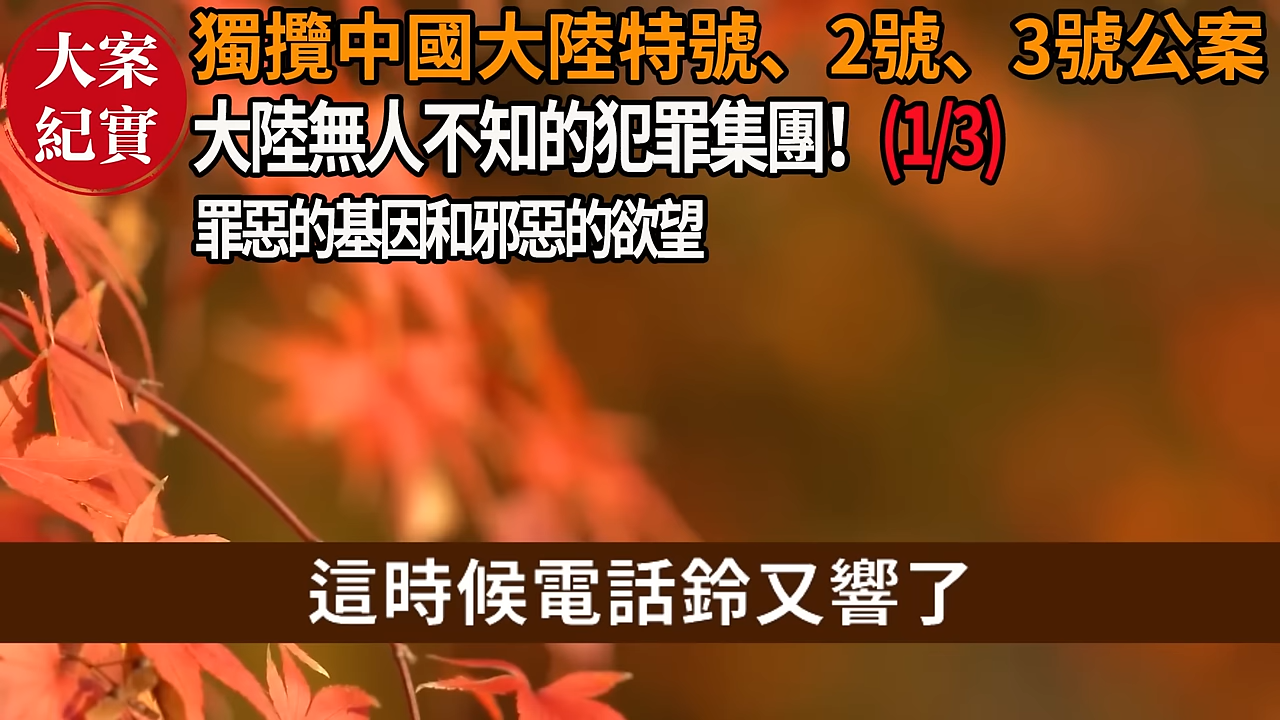 大案
紀實
獨攬中國大陸特號、2號、3號公案
大陸無人不知的犯罪集團！(1/3)
罪惡的基因和邪惡的欲望
這時候電話鈴又響了